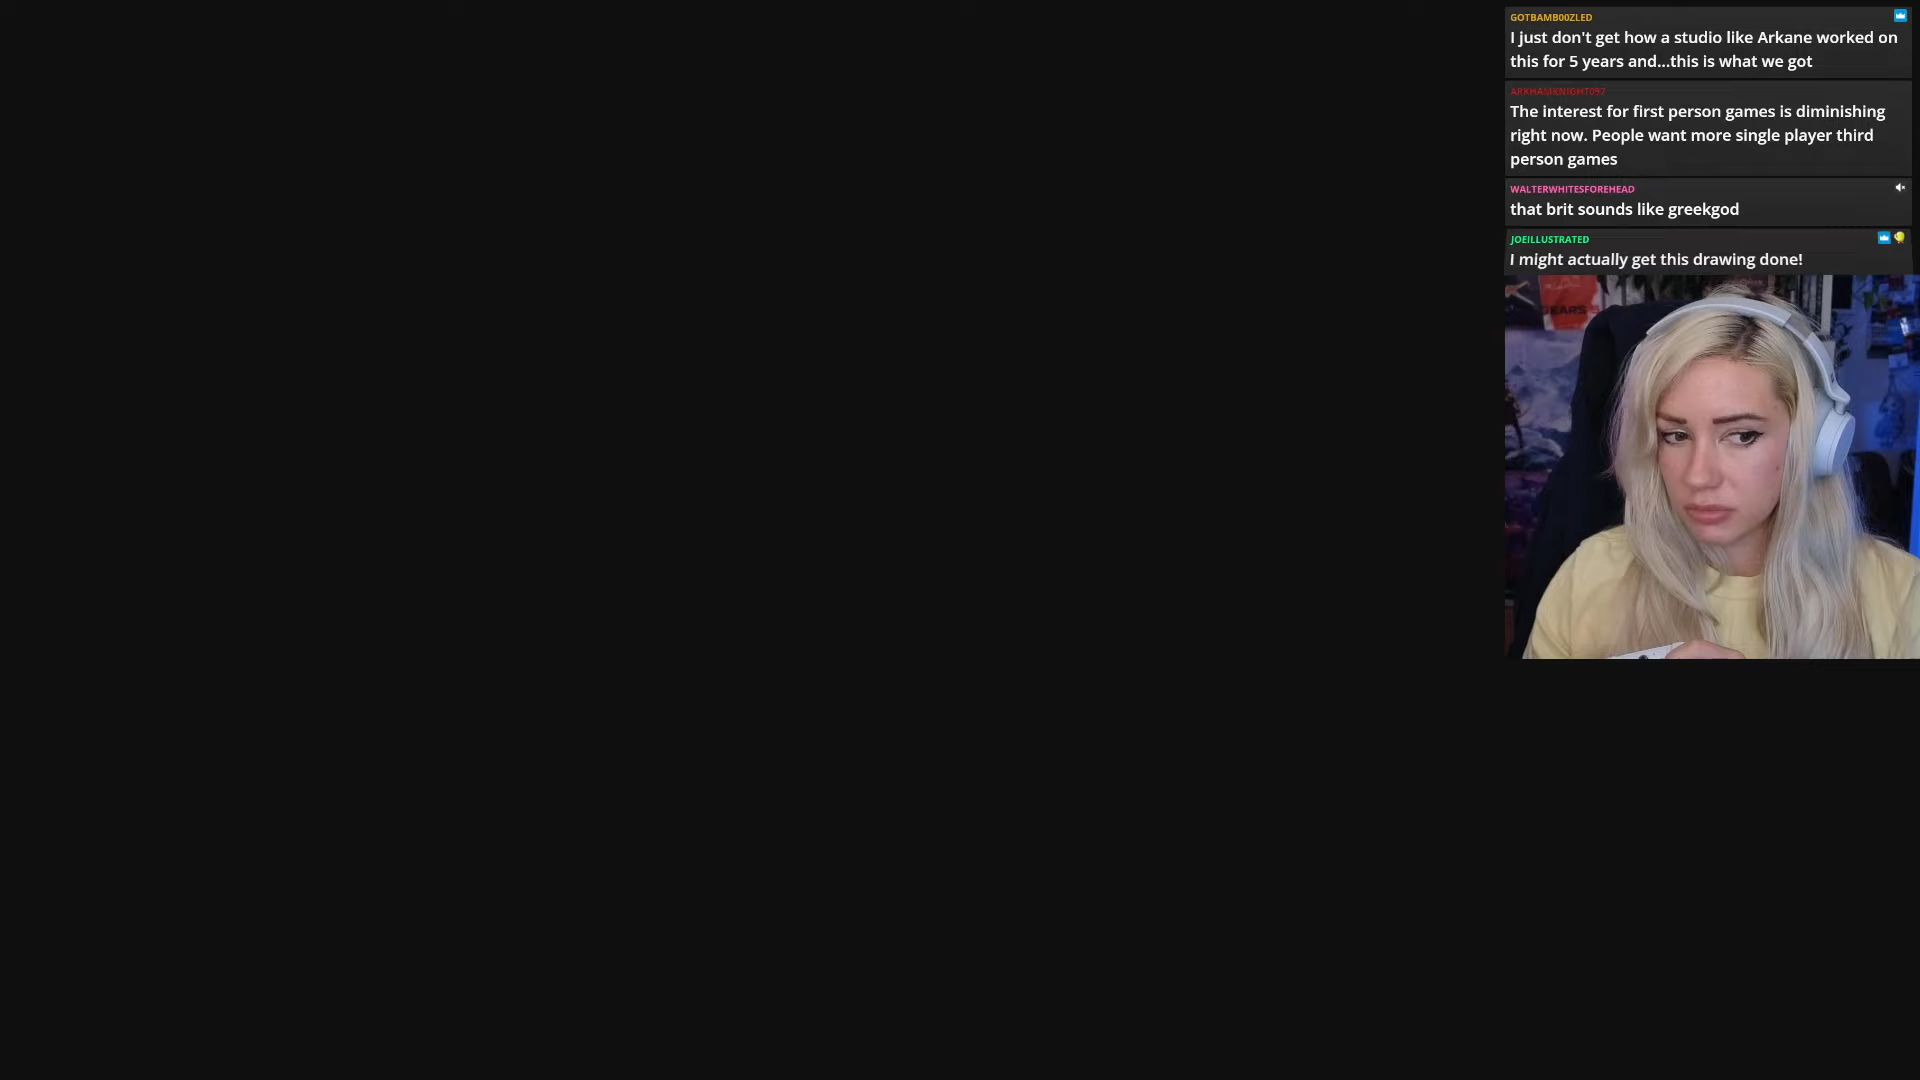 GOTBAMB00ZLED
I just don't get how a studio like Arkane worked on
this for 5 years and...this is what we got
ARKHAMKNIGHT097
The interest for first person games is diminishing
right now. People want more single player third
person games
WALTERWHITESFOREHEAD
that brit sounds like greekgod
JOEILLUSTRATED
I might actually get this drawing done!
GEARS